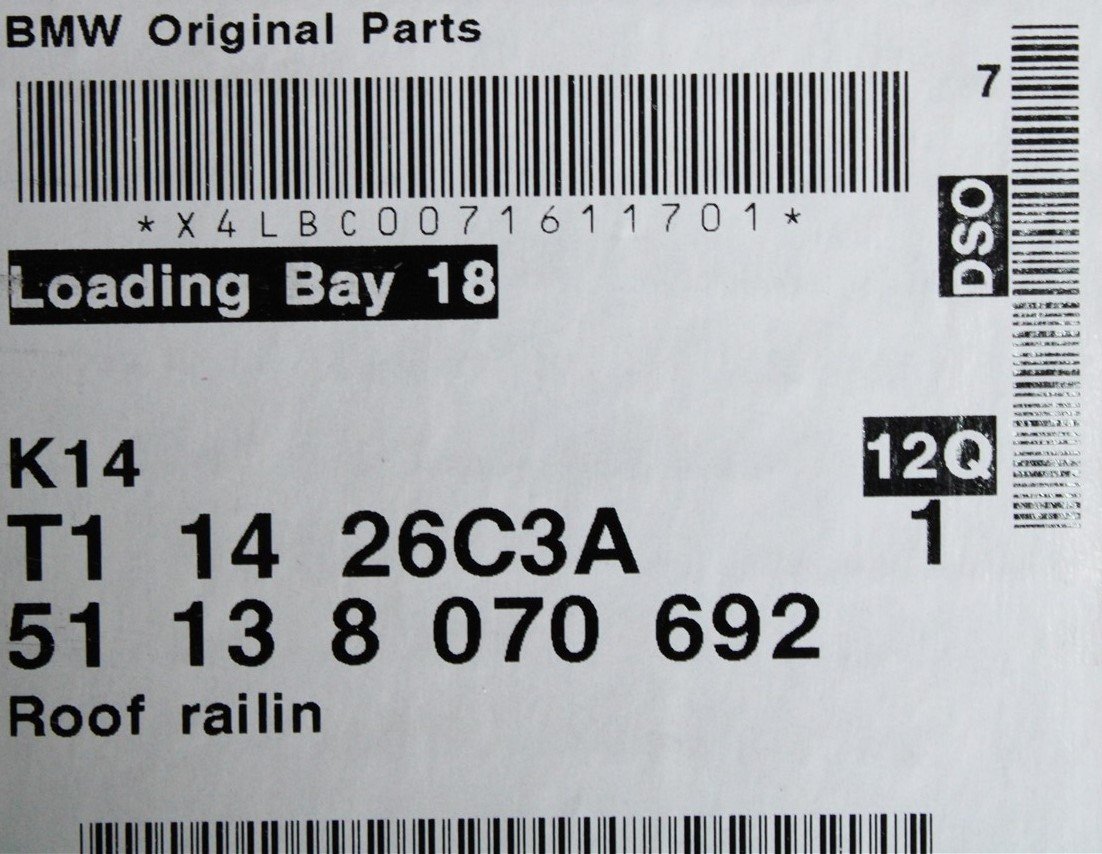 BMW Original Parts
7
*X4LBC0071611701*
DSO
Loading Bay 18
K14
12Q
T1 14 26C3A
1
51 13 8 070 692
Roof railin